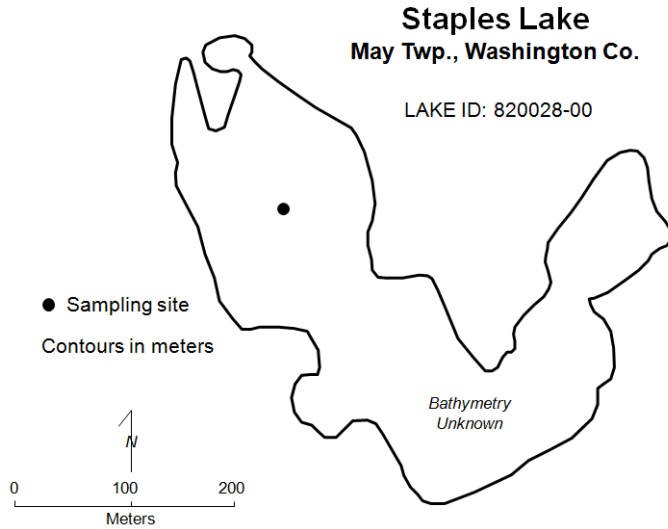 Staples Lake
May Twp., Washington Co.
LAKE ID: 820028-00
Sampling site
Contours in meters
Bathymetry
Unknown
N
0 100 200
Meters